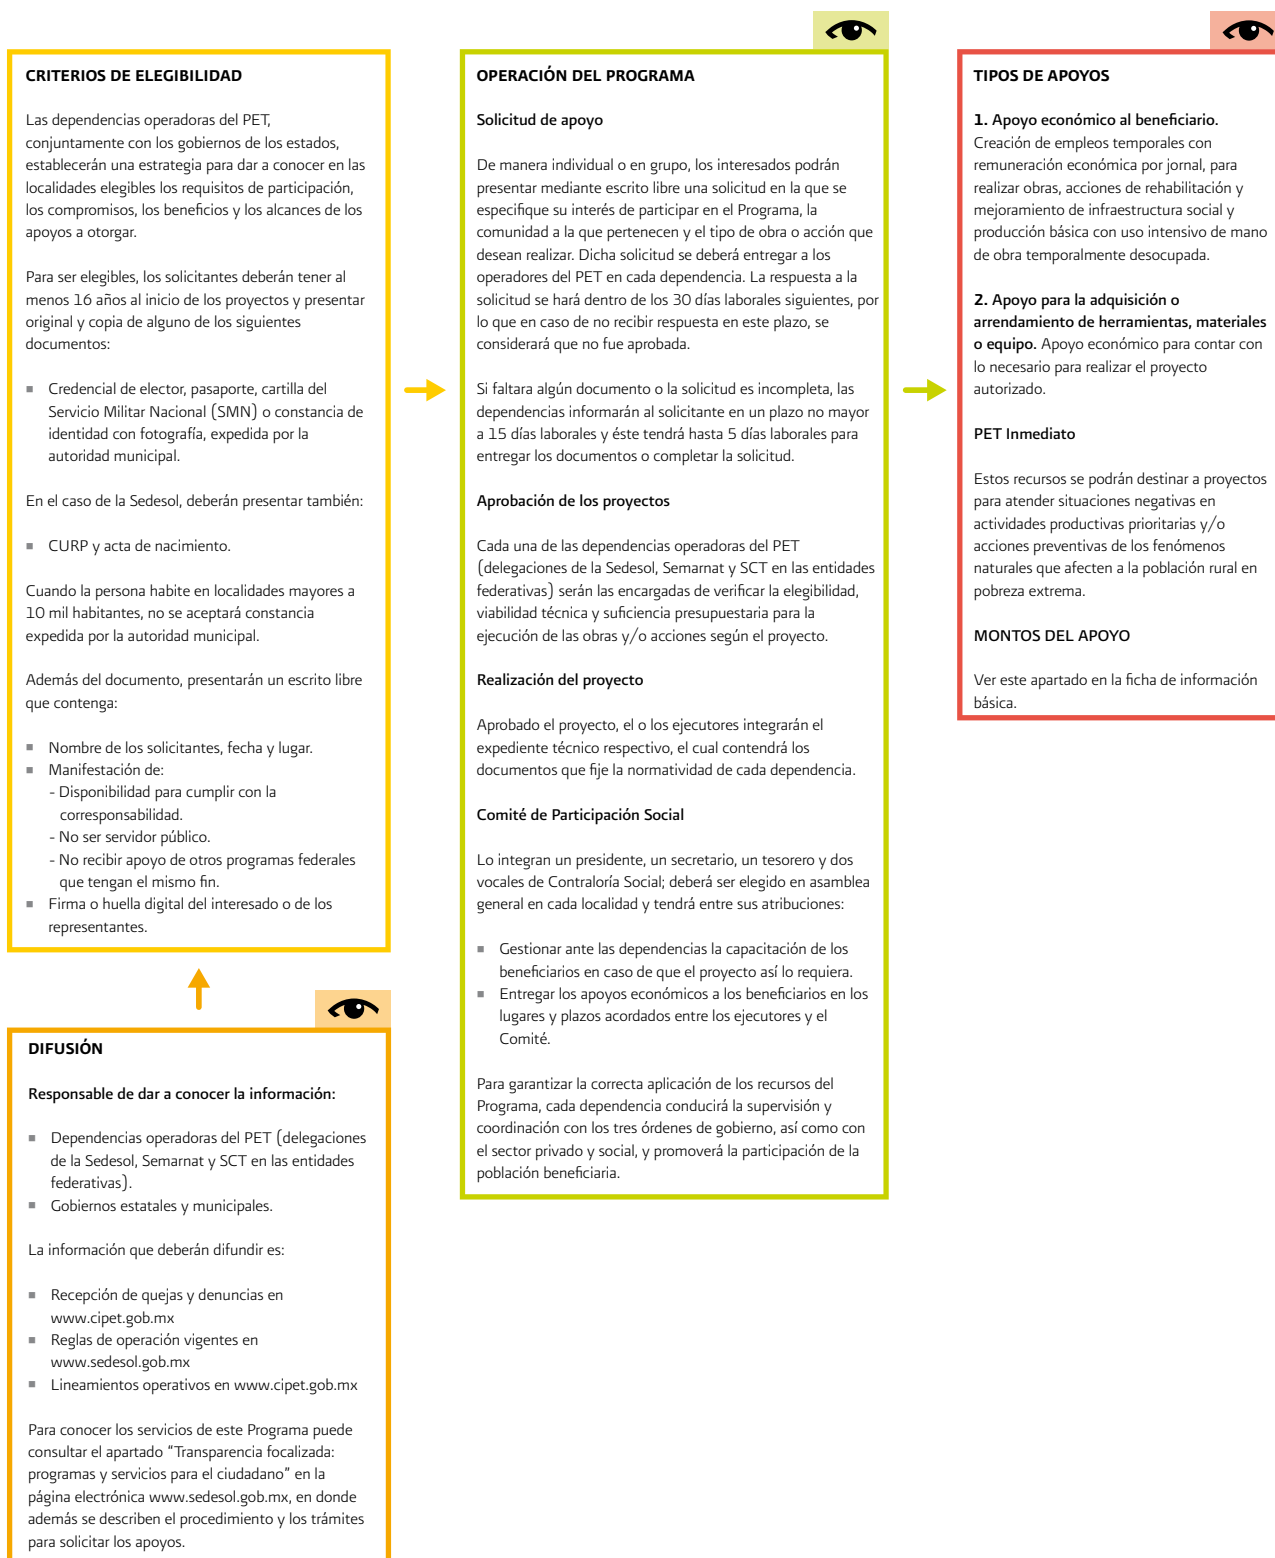 CRITERIOS DE ELEGIBILIDAD
Las dependencias operadoras del PET,
conjuntamente con los gobiernos de los estados,
establecerán una estrategia para dar a conocer en las
localidades elegibles los requisitos de participación,
los compromisos, los beneficios y los alcances de los
apoyos a otorgar.
Para ser elegibles, los solicitantes deberán tener al
menos 16 años al inicio de los proyectos y presentar
original y copia de alguno de los siguientes
documentos:
■ Credencial de elector, pasaporte, cartilla del
Servicio Militar Nacional (SMN) o constancia de
identidad con fotografía, expedida por la
autoridad municipal.
En el caso de la Sedesol, deberán presentar también:
■ CURP y acta de nacimiento.
Cuando la persona habite en localidades mayores a
10 mil habitantes, no se aceptará constancia
expedida por la autoridad municipal.
Además del documento, presentarán un escrito libre
que contenga:
■ Nombre de los solicitantes, fecha y lugar.
■ Manifestación de:
- Disponibilidad para cumplir con la
corresponsabilidad.
- No ser servidor público.
- No recibir apoyo de otros programas federales
que tengan el mismo fin.
■ Firma o huella digital del interesado o de los
representantes.
DIFUSIÓN
Responsable de dar a conocer la información:
■ Dependencias operadoras del PET (delegaciones
de la Sedesol, Semarnat y SCT en las entidades
federativas).
■ Gobiernos estatales y municipales.
La información que deberán difundir es:
■ Recepción de quejas y denuncias en
www.cipet.gob.mx
■ Reglas de operación vigentes en
www.sedesol.gob.mx
■ Lineamientos operativos en www.cipet.gob.mx
Para conocer los servicios de este Programa puede
consultar el apartado “Transparencia focalizada:
programas y servicios para el ciudadano” en la
página electrónica www.sedesol.gob.mx, en donde
además se describen el procedimiento y los trámites
para solicitar los apoyos.
OPERACIÓN DEL PROGRAMA
Solicitud de apoyo
De manera individual o en grupo, los interesados podrán
presentar mediante escrito libre una solicitud en la que se
especifique su interés de participar en el Programa, la
comunidad a la que pertenecen y el tipo de obra o acción que
desean realizar. Dicha solicitud se deberá entregar a los
operadores del PET en cada dependencia. La respuesta a la
solicitud se hará dentro de los 30 días laborales siguientes, por
lo que en caso de no recibir respuesta en este plazo, se
considerará que no fue aprobada.
Si faltara algún documento o la solicitud es incompleta, las
dependencias informarán al solicitante en un plazo no mayor
a 15 días laborales y éste tendrá hasta 5 días laborales para
entregar los documentos o completar la solicitud.
Aprobación de los proyectos
Cada una de las dependencias operadoras del PET
(delegaciones de la Sedesol, Semarnat y SCT en las entidades
federativas) serán las encargadas de verificar la elegibilidad,
viabilidad técnica y suficiencia presupuestaria para la
ejecución de las obras y/o acciones según el proyecto.
Realización del proyecto
Aprobado el proyecto, el o los ejecutores integrarán el
expediente técnico respectivo, el cual contendrá los
documentos que fije la normatividad de cada dependencia.
Comité de Participación Social
Lo integran un presidente, un secretario, un tesorero y dos
vocales de Contraloría Social; deberá ser elegido en asamblea
general en cada localidad y tendrá entre sus atribuciones:
■ Gestionar ante las dependencias la capacitación de los
beneficiarios en caso de que el proyecto así lo requiera.
■ Entregar los apoyos económicos a los beneficiarios en los
lugares y plazos acordados entre los ejecutores y el
Comité.
Para garantizar la correcta aplicación de los recursos del
Programa, cada dependencia conducirá la supervisión y
coordinación con los tres órdenes de gobierno, así como con
el sector privado y social, y promoverá la participación de la
población beneficiaria.
TIPOS DE APOYOS
1. Apoyo económico al beneficiario.
Creación de empleos temporales con
remuneración económica por jornal, para
realizar obras, acciones de rehabilitación y
mejoramiento de infraestructura social y
producción básica con uso intensivo de mano
de obra temporalmente desocupada.
2. Apoyo para la adquisición o
arrendamiento de herramientas, materiales
o equipo. Apoyo económico para contar con
lo necesario para realizar el proyecto
autorizado.
PET Inmediato
Estos recursos se podrán destinar a proyectos
para atender situaciones negativas en
actividades productivas prioritarias y/o
acciones preventivas de los fenómenos
naturales que afecten a la población rural en
pobreza extrema.
MONTOS DEL APOYO
Ver este apartado en la ficha de información
básica.